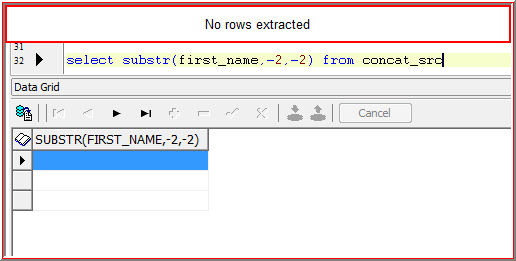 No rows extracted
31
32 select substr(first_name,-2,-2) from concat_src
Data Grid
Cancel
SUBSTR(FIRST_NAME,-2,-2)